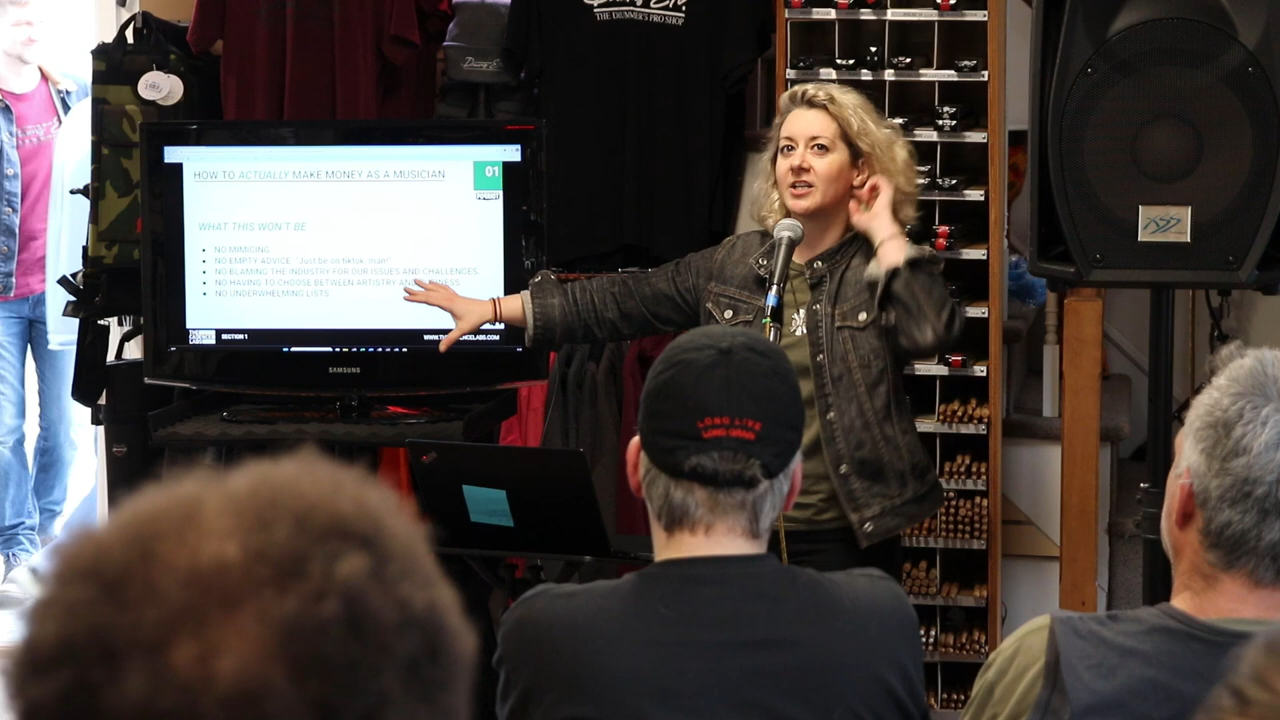 THE DRUMMER'S PRO SHOP
HOW TO ACTUALLY MAKE MONEY AS A MUSICIAN
01
WHAT THIS WON'T BE
• NO MIMICING
• NO EMPTY ADVICE. "Just be on tiktok, man!"
• NO BLAMING THE INDUSTRY FOR OUR ISSUES AND CHALLENGES.
• NO HAVING TO CHOOSE BETWEEN ARTISTRY AND
• NO UNDERWHELMING LISTS
SECTION 1
SAMSUNG
LONG LIVE
LONG GRAIN